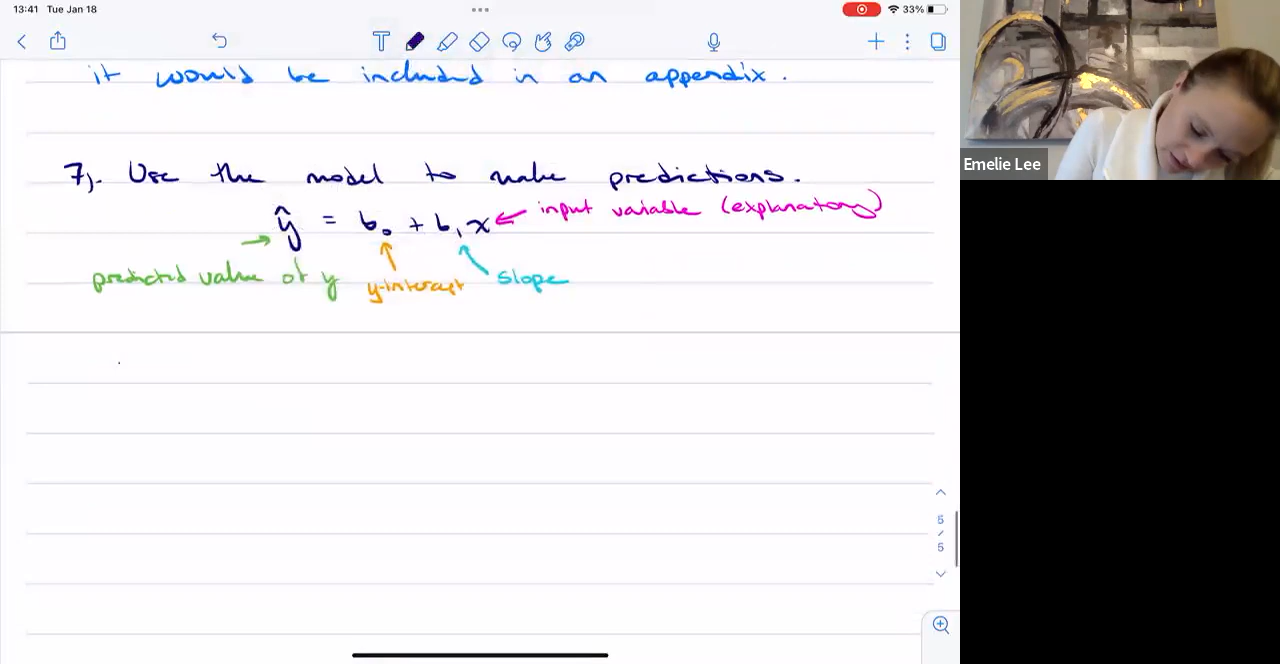 13:41 Tue Jan 18
33%
it would be included in an appendix.
7). Use the model to make predictions.
ŷ = b₀ + b₁x ← input variable (explanatory)
predicted value of y
y-intercept
slope
5
/
5
Emelie Lee